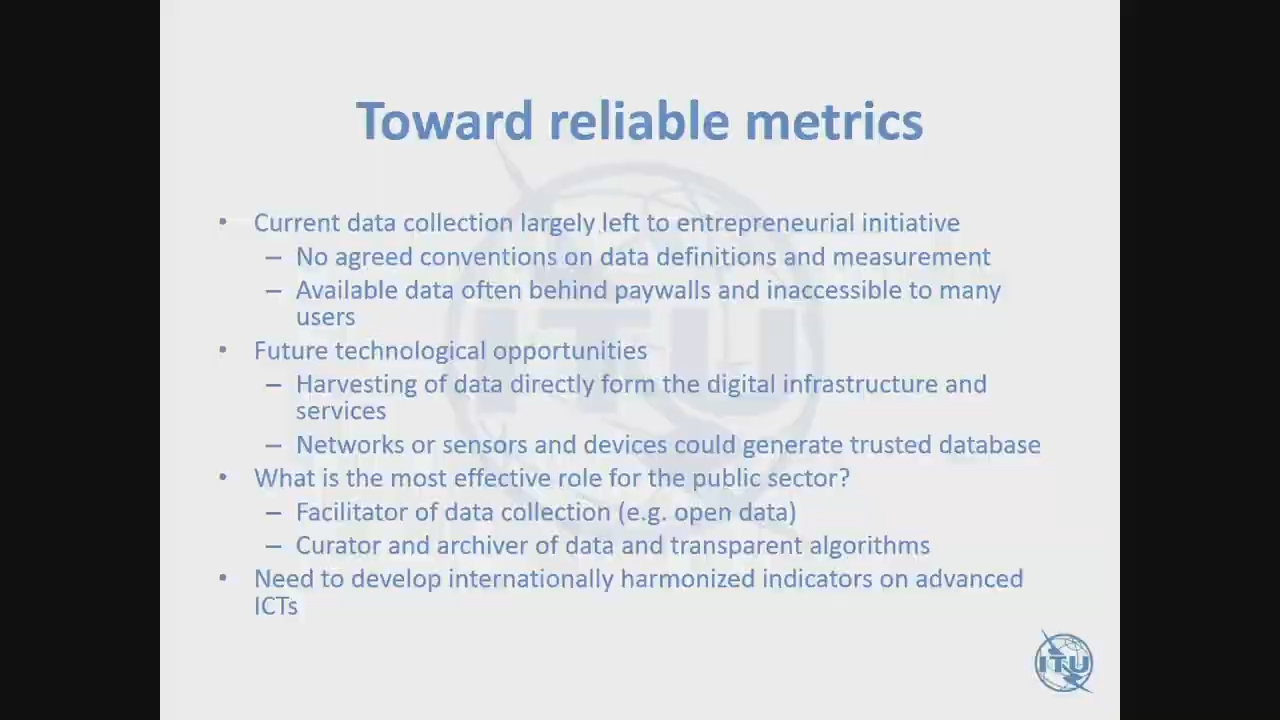 Toward reliable metrics
• Current data collection largely left to entrepreneurial initiative
– No agreed conventions on data definitions and measurement
– Available data often behind paywalls and inaccessible to many
users
• Future technological opportunities
– Harvesting of data directly form the digital infrastructure and
services
– Networks or sensors and devices could generate trusted database
• What is the most effective role for the public sector?
– Facilitator of data collection (e.g. open data)
– Curator and archiver of data and transparent algorithms
• Need to develop internationally harmonized indicators on advanced
ICTs
ITU
ITU